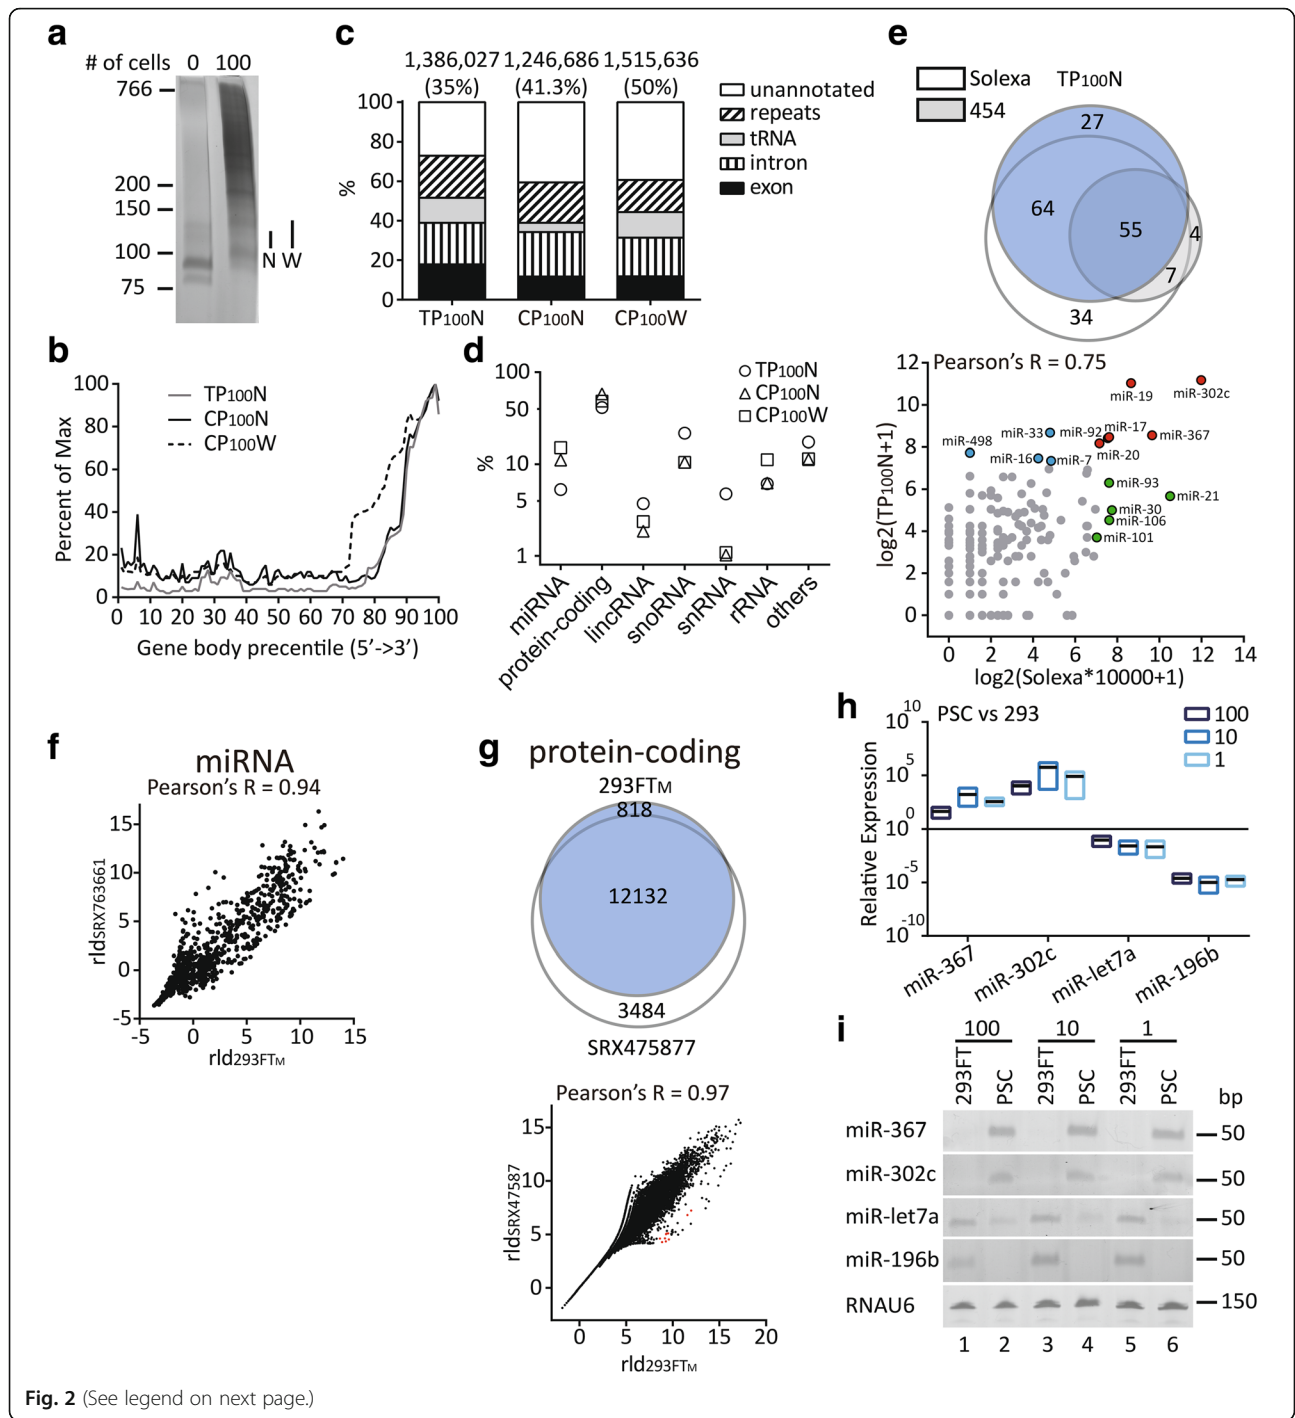 a
# of cells 0 100
766
200
150
100
75
N W
c
1,386,027 1,246,686 1,515,636
(35%) (41.3%) (50%)
100
80
60
40
20
0
%
TP100N CP100N CP100W
unannotated
repeats
tRNA
intron
exon
e
Solexa
454
TP100N
27
64
55
4
7
34
b
100
80
60
40
20
0
Percent of Max
TP100N
CP100N
CP100W
0 10 20 30 40 50 60 70 80 90 100
Gene body precentile (5’->3’)
d
100
50
10
5
1
%
TP100N
CP100N
CP100W
miRNA
protein-coding
lincRNA
snoRNA
snRNA
rRNA
others
Pearson’s R = 0.75
12
10
8
6
4
2
0
log2(TP100N+1)
miR-19
miR-302c
miR-33
miR-92
miR-17
miR-367
miR-498
miR-16
miR-7
miR-20
miR-93
miR-21
miR-30
miR-106
miR-101
0 2 4 6 8 10 12 14
log2(Solexa*10000+1)
f
miRNA
Pearson’s R = 0.94
15
10
5
0
-5
rldSRX763661
-5 0 5 10 15
rld293FTM
g
protein-coding
293FTM
818
12132
3484
SRX475877
Pearson’s R = 0.97
15
10
5
0
rldSRX47587
0 5 10 15 20
rld293FTM
h
PSC vs 293
100
10
1
10^10
10^5
10^0
10^-5
10^-10
Relative Expression
miR-367
miR-302c
miR-let7a
miR-196b
i
100 10 1
293FT PSC 293FT PSC 293FT PSC
bp
miR-367 50
miR-302c 50
miR-let7a 50
miR-196b 50
RNAU6 150
1 2 3 4 5 6
Fig. 2 (See legend on next page.)